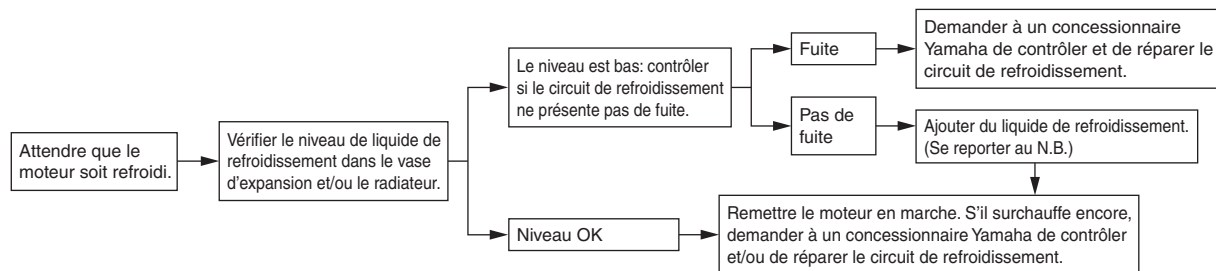 Attendre que le
moteur soit refroidi.
Vérifier le niveau de liquide de
refroidissement dans le vase
d'expansion et/ou le radiateur.
Le niveau est bas: contrôler
si le circuit de refroidissement
ne présente pas de fuite.
Fuite
Demander à un concessionnaire
Yamaha de contrôler et de réparer le
circuit de refroidissement.
Pas de
fuite
Ajouter du liquide de refroidissement.
(Se reporter au N.B.)
Niveau OK
Remettre le moteur en marche. S'il surchauffe encore,
demander à un concessionnaire Yamaha de contrôler
et/ou de réparer le circuit de refroidissement.